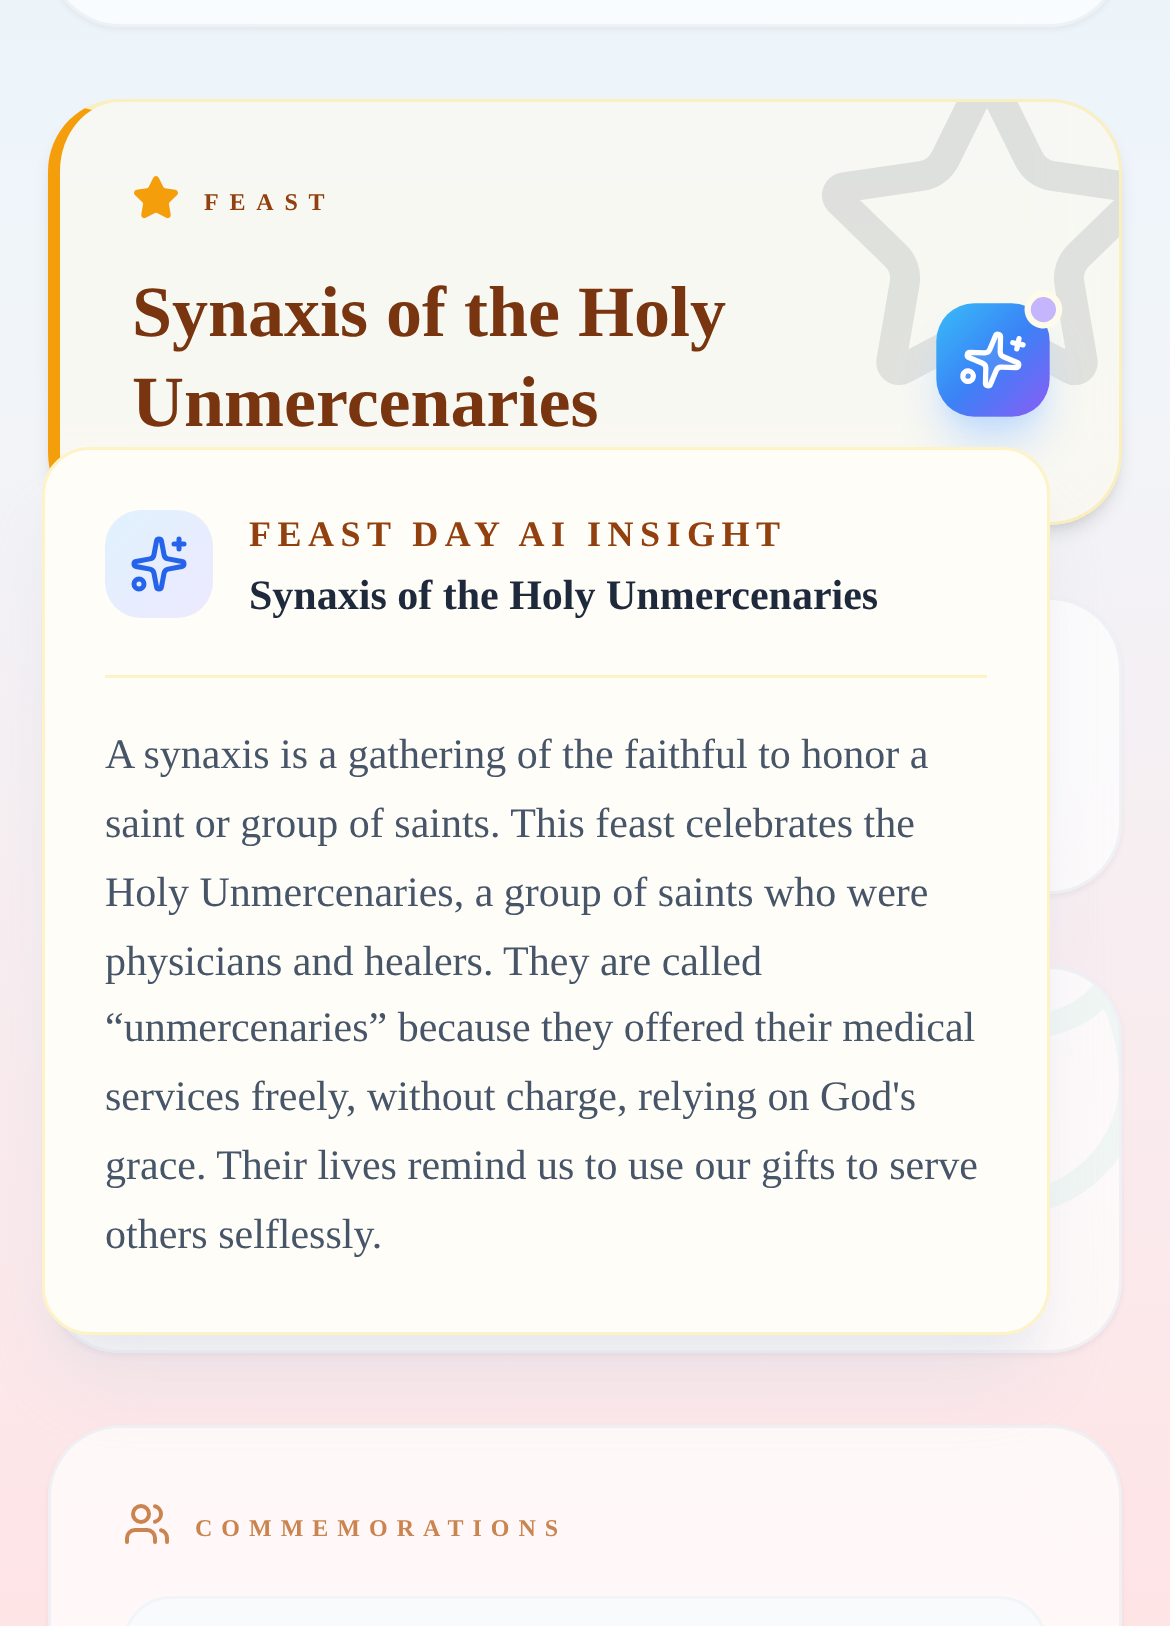 FEAST
Synaxis of the Holy
Unmercenaries
FEAST DAY AI INSIGHT
Synaxis of the Holy Unmercenaries
A synaxis is a gathering of the faithful to honor a
saint or group of saints. This feast celebrates the
Holy Unmercenaries, a group of saints who were
physicians and healers. They are called
“unmercenaries” because they offered their medical
services freely, without charge, relying on God's
grace. Their lives remind us to use our gifts to serve
others selflessly.
COMMEMORATIONS